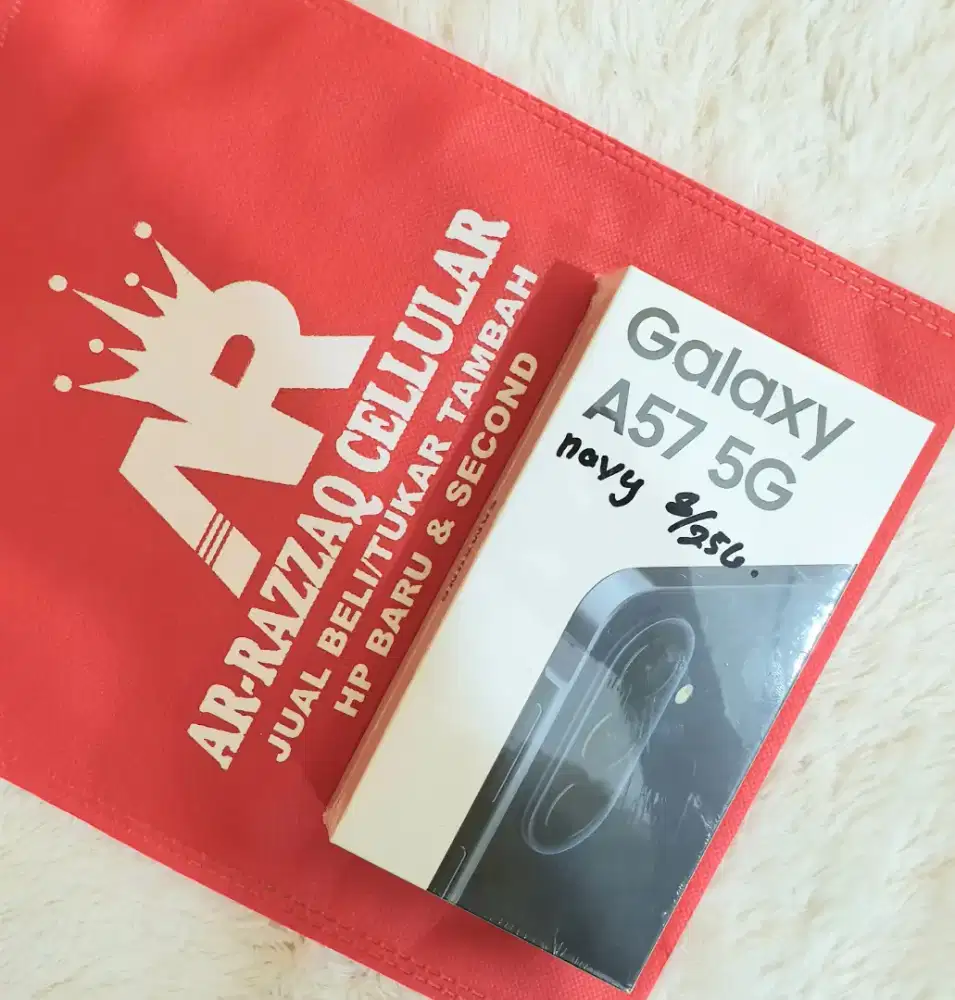 AR
AR-RAZZAQ CELLULAR
JUAL BELI/TUKAR TAMBAH
HP BARU & SECOND
Galaxy
A57 5G
navy 8/256.